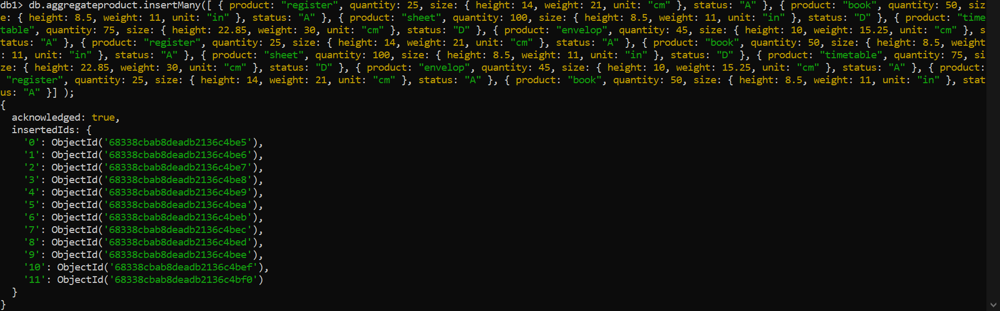 db1> db.aggregateproduct.insertMany([ { product: "register", quantity: 25, size: { height: 14, weight: 21, unit: "cm" }, status: "A" }, { product: "book", quantity: 50, siz
e: { height: 8.5, weight: 11, unit: "in" }, status: "A" }, { product: "sheet", quantity: 100, size: { height: 8.5, weight: 11, unit: "in" }, status: "D" }, { product: "time
table", quantity: 75, size: { height: 22.85, weight: 30, unit: "cm" }, status: "D" }, { product: "envelop", quantity: 45, size: { height: 10, weight: 15.25, unit: "cm" }, s
tatus: "A" }, { product: "register", quantity: 25, size: { height: 14, weight: 21, unit: "cm" }, status: "A" }, { product: "book", quantity: 50, size: { height: 8.5, weight
: 11, unit: "in" }, status: "A" }, { product: "sheet", quantity: 100, size: { height: 8.5, weight: 11, unit: "in" }, status: "D" }, { product: "timetable", quantity: 75, si
ze: { height: 22.85, weight: 30, unit: "cm" }, status: "D" }, { product: "envelop", quantity: 45, size: { height: 10, weight: 15.25, unit: "cm" }, status: "A" }, { product:
 "register", quantity: 25, size: { height: 14, weight: 21, unit: "cm" }, status: "A" }, { product: "book", quantity: 50, size: { height: 8.5, weight: 11, unit: "in" }, stat
us: "A" }] );
{
  acknowledged: true,
  insertedIds: {
    '0': ObjectId('68338cbab8deadb2136c4be5'),
    '1': ObjectId('68338cbab8deadb2136c4be6'),
    '2': ObjectId('68338cbab8deadb2136c4be7'),
    '3': ObjectId('68338cbab8deadb2136c4be8'),
    '4': ObjectId('68338cbab8deadb2136c4be9'),
    '5': ObjectId('68338cbab8deadb2136c4bea'),
    '6': ObjectId('68338cbab8deadb2136c4beb'),
    '7': ObjectId('68338cbab8deadb2136c4bec'),
    '8': ObjectId('68338cbab8deadb2136c4bed'),
    '9': ObjectId('68338cbab8deadb2136c4bee'),
    '10': ObjectId('68338cbab8deadb2136c4bef'),
    '11': ObjectId('68338cbab8deadb2136c4bf0')
  }
}